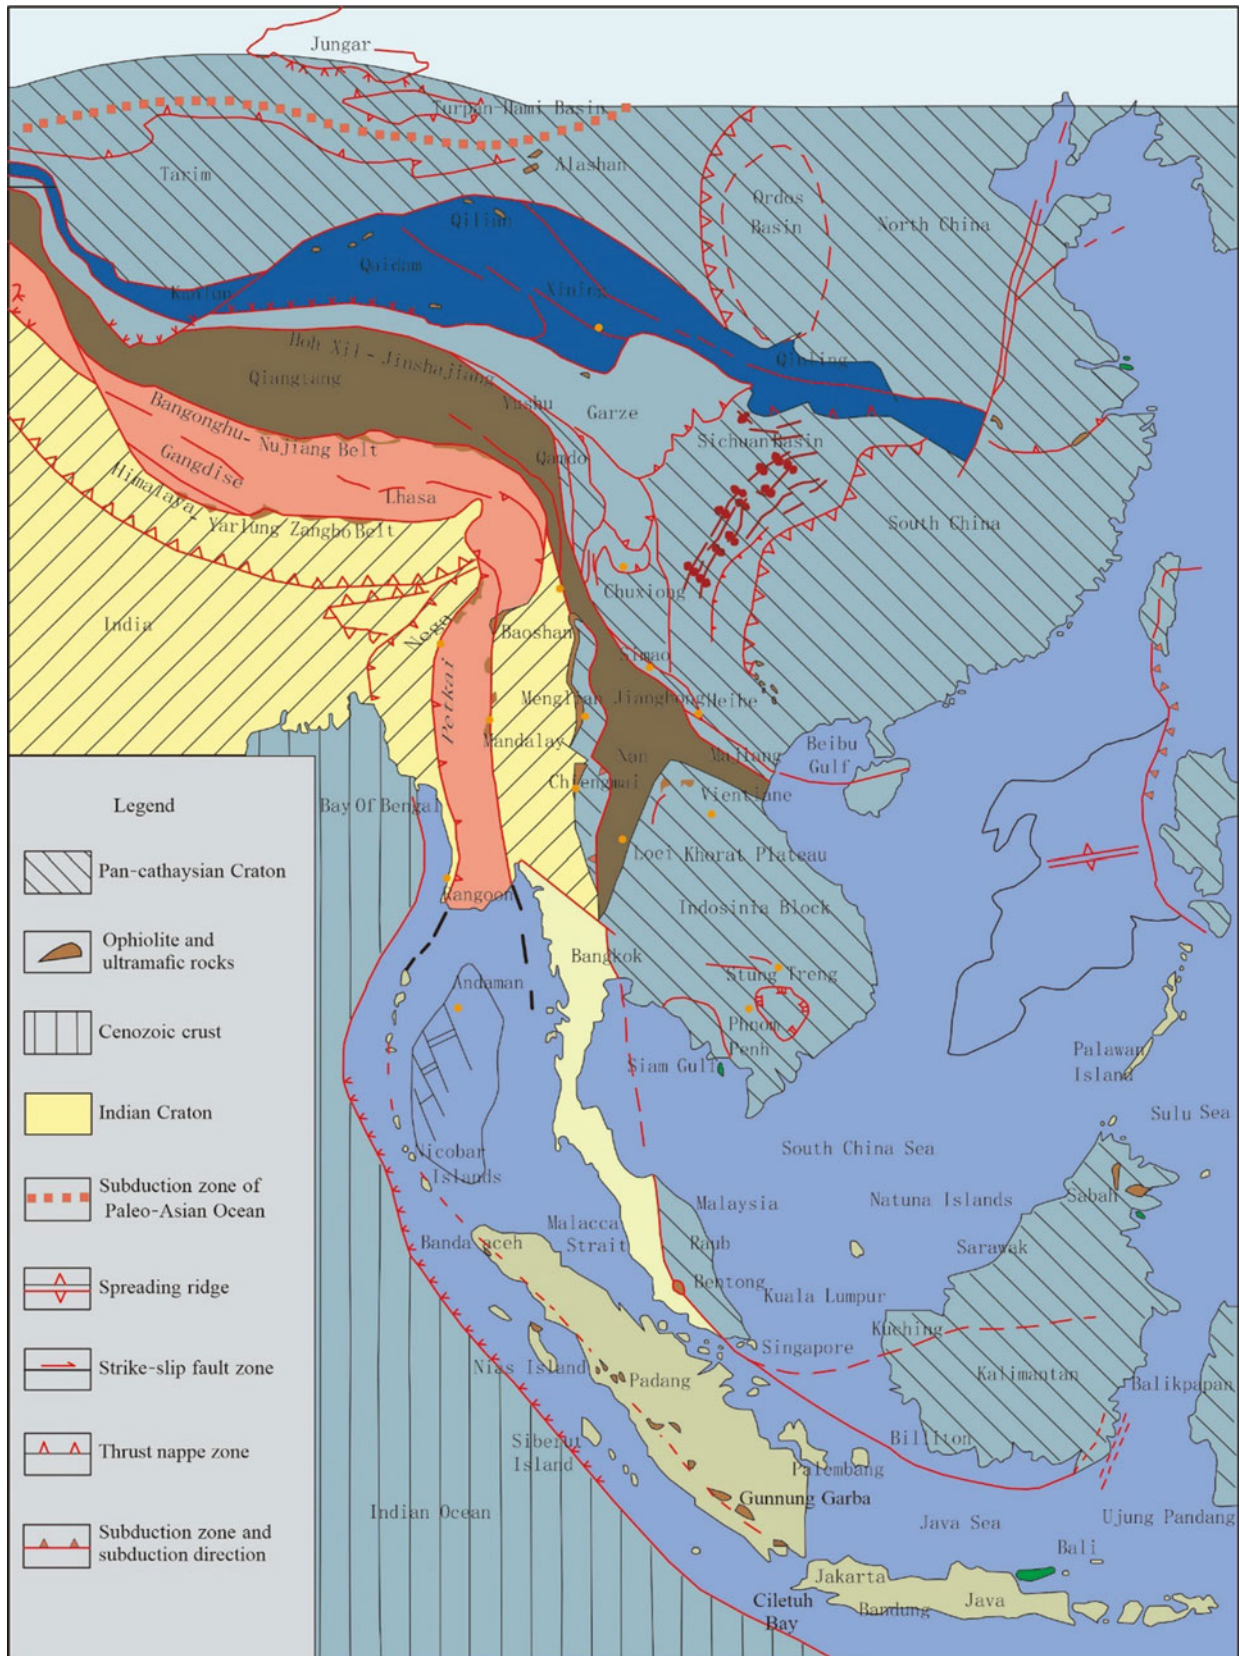 Jungar
Turpan-Hami Basin
Alashan
Tarim
Ordos
Basin
North China
Qilian
Qaidam
Xining
Kunlun
Qinling
Hoh Xil-Jinshajiang
Qiangtang
Yushu
Garze
Bangonghu-
Nujiang Belt
Gangdise
Qamdo
Sichuan Basin
Lhasa
Himalaya
Yarlung Zangbo Belt
South China
Chuxiong
India
Naga
Baoshan
Simao
Petkai
Menglian Jianghong
Heihe
Mandalay
Nan
Majiang
Beibu
Gulf
Chiengmai
Vientiane
Bay Of Bengal
Loei
Khorat Plateau
Rangoon
Indosinia Block
Bangkok
Stung Treng
Andaman
Phnom
Penh
Siam Gulf
Palawan
Island
Sulu Sea
Nicobar
Islands
South China Sea
Malaysia
Natuna Islands
Sabah
Malacca
Strait
Banda aceh
Raub
Sarawak
Bentong
Kuala Lumpur
Kuching
Singapore
Nias Island
Padang
Kalimantan
Balikpapan
Siberut
Island
Billiton
Palembang
Gunnung Garba
Indian Ocean
Java Sea
Ujung Pandang
Bali
Jakarta
Java
Ciletuh
Bay
Bandung
Legend
Pan-cathaysian Craton
Ophiolite and
ultramafic rocks
Cenozoic crust
Indian Craton
Subduction zone of
Paleo-Asian Ocean
Spreading ridge
Strike-slip fault zone
Thrust nappe zone
Subduction zone and
subduction direction